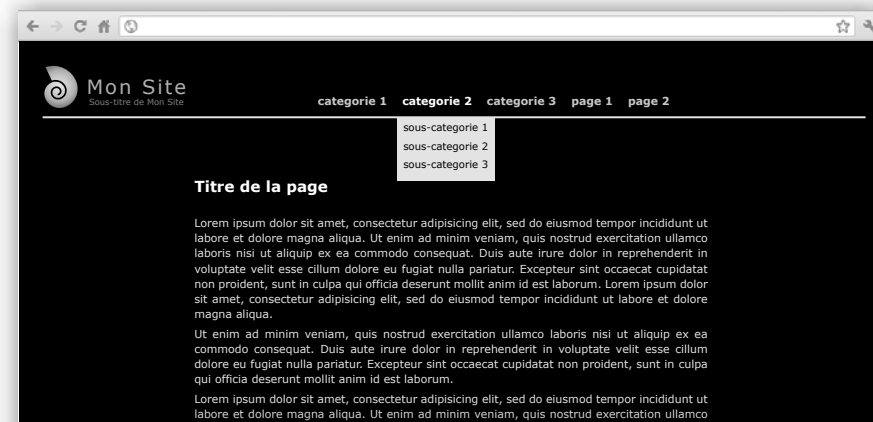 Mon Site
Sous-titre de Mon Site
categorie 1 categorie 2 categorie 3 page 1 page 2
sous-categorie 1
sous-categorie 2
sous-categorie 3
Titre de la page
Lorem ipsum dolor sit amet, consectetur adipisicing elit, sed do eiusmod tempor incididunt ut
labore et dolore magna aliqua. Ut enim ad minim veniam, quis nostrud exercitation ullamco
laboris nisi ut aliquip ex ea commodo consequat. Duis aute irure dolor in reprehenderit in
voluptate velit esse cillum dolore eu fugiat nulla pariatur. Excepteur sint occaecat cupidatat
non proident, sunt in culpa qui officia deserunt mollit anim id est laborum. Lorem ipsum dolor
sit amet, consectetur adipisicing elit, sed do eiusmod tempor incididunt ut labore et dolore
magna aliqua.
Ut enim ad minim veniam, quis nostrud exercitation ullamco laboris nisi ut aliquip ex ea
commodo consequat. Duis aute irure dolor in reprehenderit in voluptate velit esse cillum
dolore eu fugiat nulla pariatur. Excepteur sint occaecat cupidatat non proident, sunt in culpa
qui officia deserunt mollit anim id est laborum.
Lorem ipsum dolor sit amet, consectetur adipisicing elit, sed do eiusmod tempor incididunt ut
labore et dolore magna aliqua. Ut enim ad minim veniam, quis nostrud exercitation ullamco